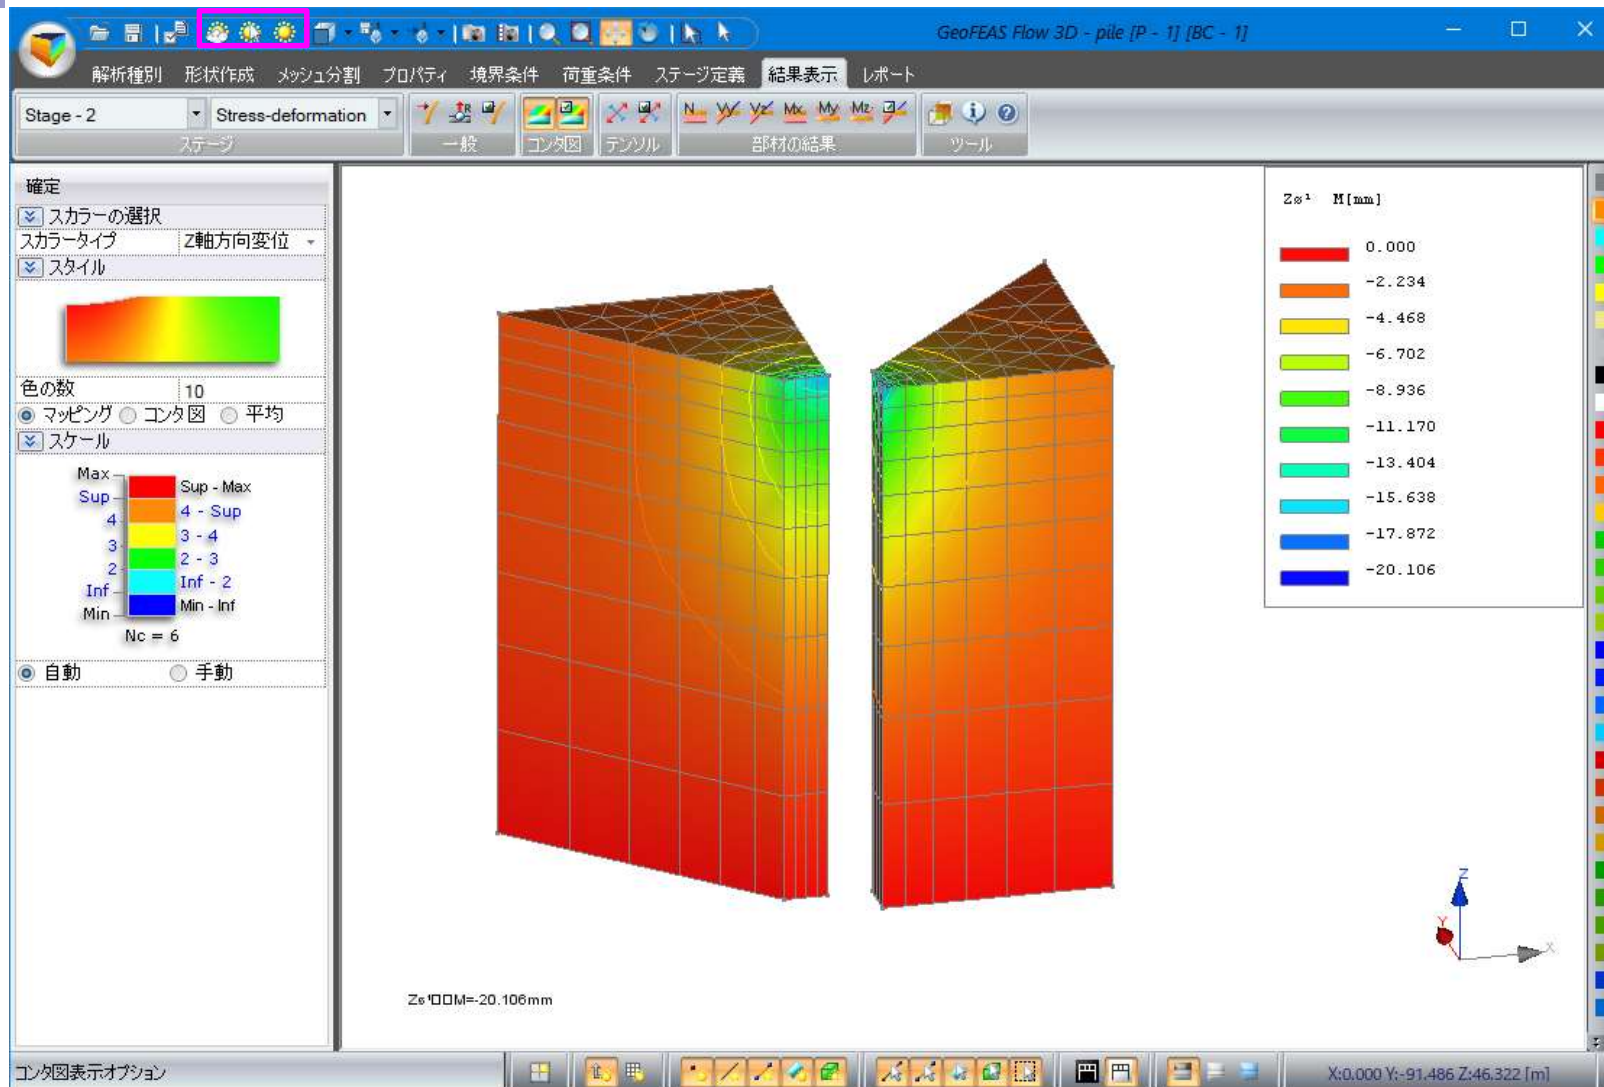 GeoFEAS Flow 3D - pile [P - 1] [BC - 1]
解析種別 形状作成 メッシュ分割 プロパティ 境界条件 荷重条件 ステージ定義 結果表示 レポート
Stage - 2 Stress-deformation
N Mx My Mz
ステージ 一般 コンタ図 テンソル 部材の結果 ツール
確定
スカラーの選択
スカラータイプ Z軸方向変位
スタイル
色の数 10
マッピング コンタ図 平均
スケール
Max
Sup
4
3
2
Inf
Min
Sup - Max
4 - Sup
3 - 4
2 - 3
Inf - 2
Min - Inf
Nc = 6
自動 手動
Zø¹ M[mm]
0.000
-2.234
-4.468
-6.702
-8.936
-11.170
-13.404
-15.638
-17.872
-20.106
Z
Y
X
Zø¹□□M=-20.106mm
コンタ図表示オプション
X:0.000 Y:-91.486 Z:46.322 [m]